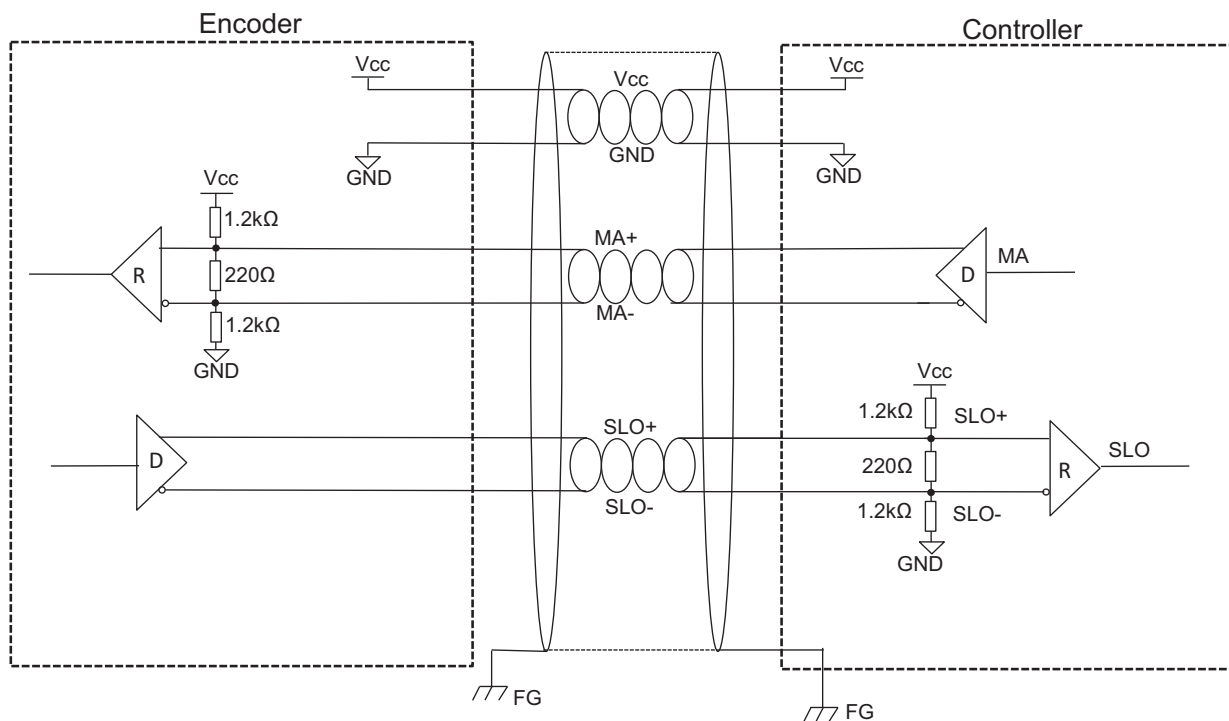 Encoder
Controller
Vcc
Vcc
Vcc
GND
GND
GND
Vcc
1.2kΩ
220Ω
1.2kΩ
GND
R
MA+
MA-
D
MA
D
SLO+
SLO-
Vcc
1.2kΩ
SLO+
220Ω
1.2kΩ
SLO-
GND
R
SLO
FG
FG